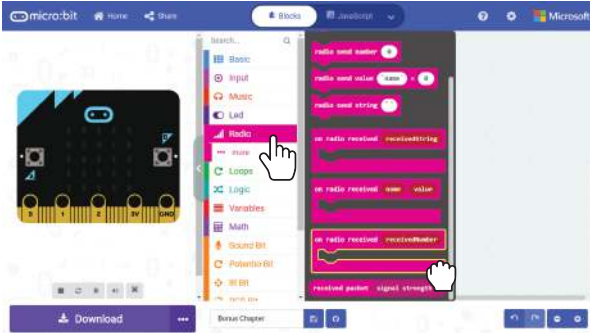 micro:bit Home Share Blocks JavaScript Microsoft
Search...
Basic
Input
Music
Led
Radio
more
Loops
Logic
Variables
Math
Sound Bit
Potentio Bit
IR Bit
radio send number 0
radio send value "name" = 0
radio send string " "
on radio received receivedString
on radio received name value
on radio received receivedNumber
received packet signal strength
0 1 2 3V GND
Download
Bonus Chapter